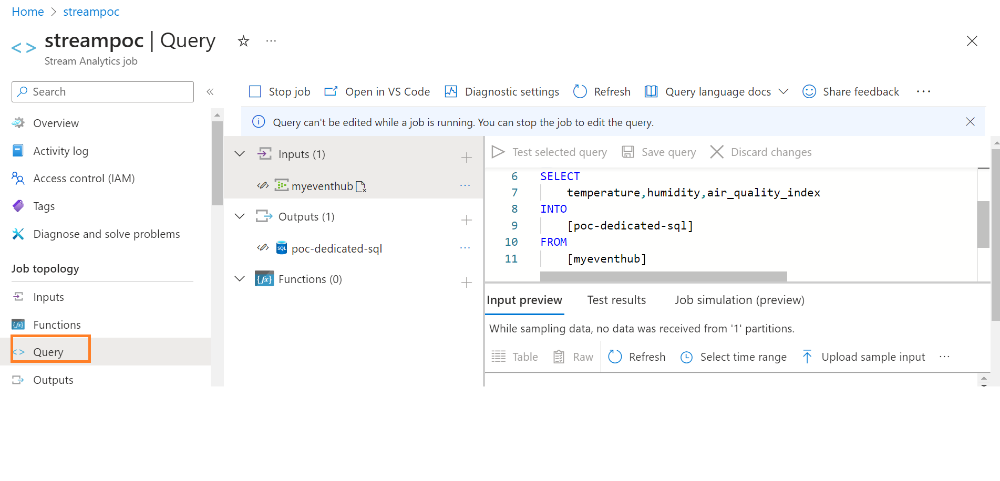 Home > streampoc
streampoc | Query
Stream Analytics job
Search
Stop job Open in VS Code Diagnostic settings Refresh Query language docs Share feedback
Query can't be edited while a job is running. You can stop the job to edit the query.
Overview
Activity log
Access control (IAM)
Tags
Diagnose and solve problems
Job topology
Inputs
Functions
Query
Outputs
Inputs (1)
myeventhub
Outputs (1)
SQL poc-dedicated-sql
Functions (0)
Test selected query Save query Discard changes
6 SELECT
7 temperature,humidity,air_quality_index
8 INTO
9 [poc-dedicated-sql]
10 FROM
11 [myeventhub]
Input preview Test results Job simulation (preview)
While sampling data, no data was received from '1' partitions.
Table Raw Refresh Select time range Upload sample input